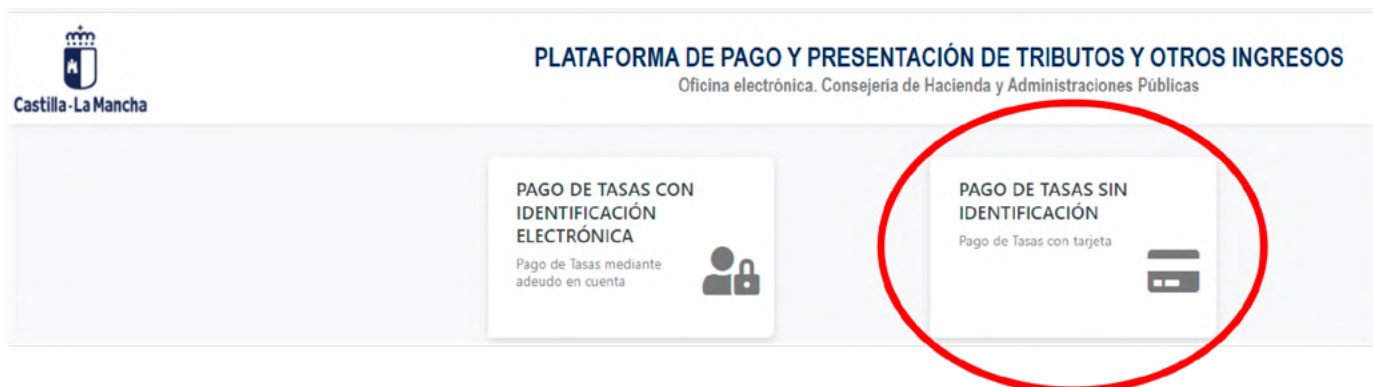 Castilla-La Mancha
PLATAFORMA DE PAGO Y PRESENTACIÓN DE TRIBUTOS Y OTROS INGRESOS
Oficina electrónica. Consejería de Hacienda y Administraciones Públicas
PAGO DE TASAS CON
IDENTIFICACIÓN
ELECTRÓNICA
Pago de Tasas mediante
adeudo en cuenta
PAGO DE TASAS SIN
IDENTIFICACIÓN
Pago de Tasas con tarjeta